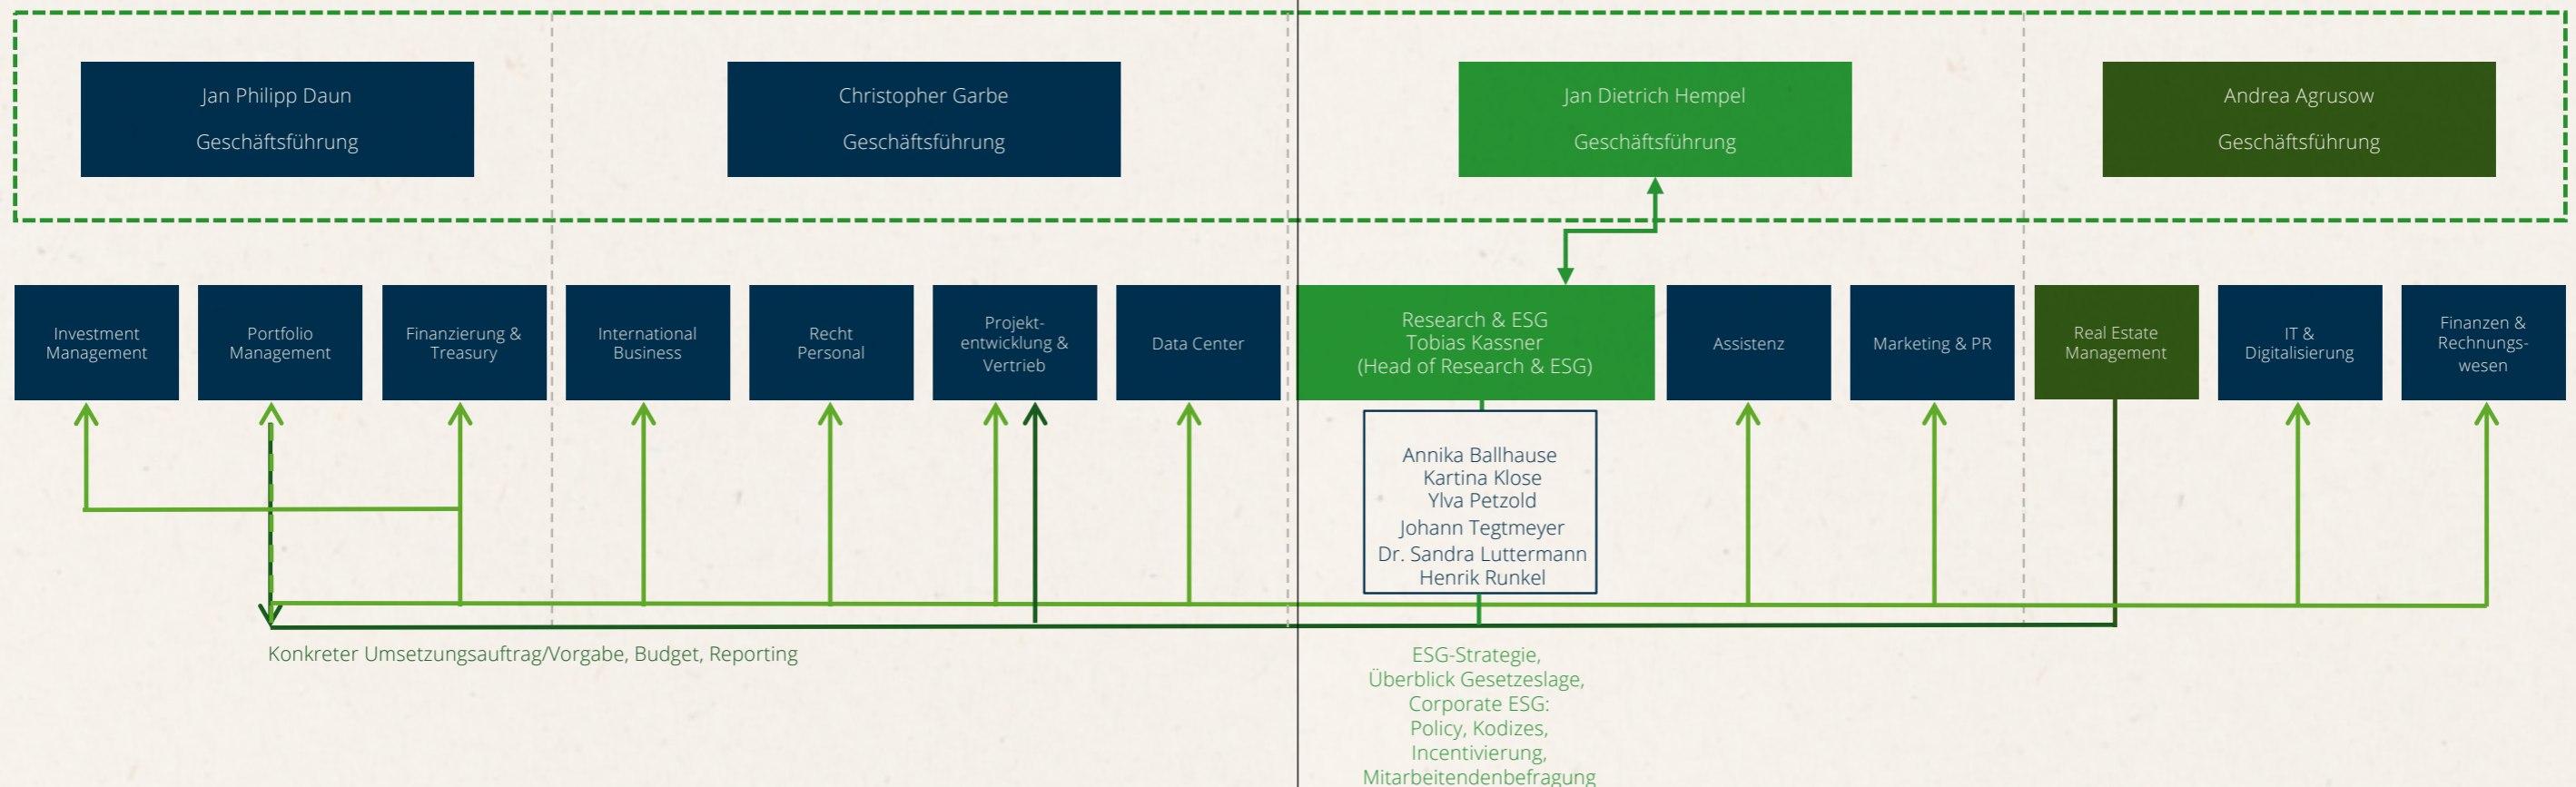 Jan Philipp Daun
Geschäftsführung
Christopher Garbe
Geschäftsführung
Jan Dietrich Hempel
Geschäftsführung
Andrea Agrusow
Geschäftsführung
Investment
Management
Portfolio
Management
Finanzierung &
Treasury
International
Business
Recht
Personal
Projekt-
entwicklung &
Vertrieb
Data Center
Research & ESG
Tobias Kassner
(Head of Research & ESG)
Assistenz
Marketing & PR
Real Estate
Management
IT &
Digitalisierung
Finanzen &
Rechnungs-
wesen
Annika Ballhause
Kartina Klose
Ylva Petzold
Johann Tegtmeyer
Dr. Sandra Luttermann
Henrik Runkel
Konkreter Umsetzungsauftrag/Vorgabe, Budget, Reporting
ESG-Strategie,
Überblick Gesetzeslage,
Corporate ESG:
Policy, Kodizes,
Incentivierung,
Mitarbeitendenbefragung